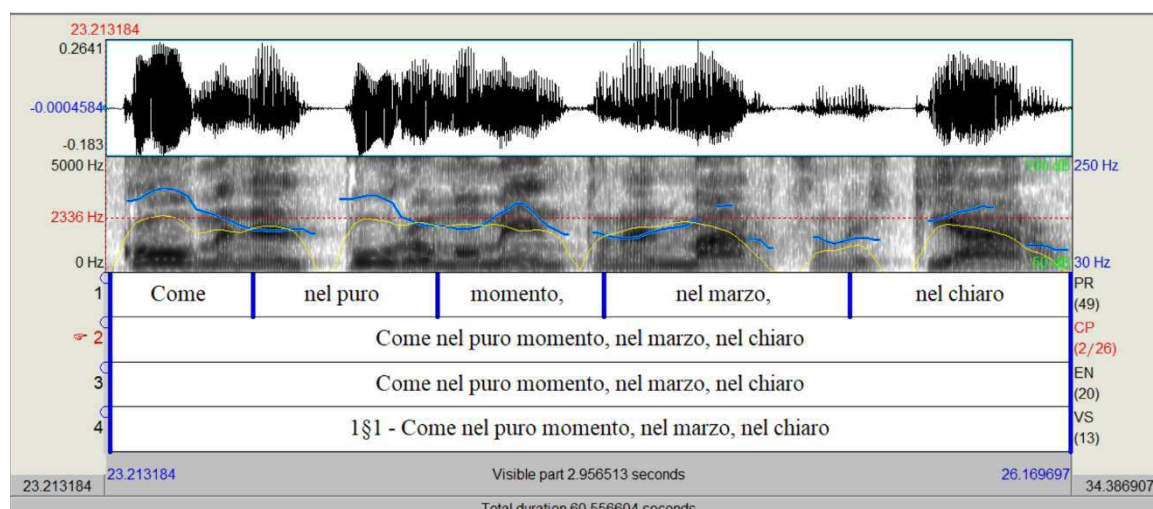 23.213184
0.2641
-0.0004584
-0.183
5000 Hz 250 Hz
2336 Hz
0 Hz 30 Hz
1 Come nel puro momento, nel marzo, nel chiaro PR (49)
2 Come nel puro momento, nel marzo, nel chiaro CP (2/26)
3 Come nel puro momento, nel marzo, nel chiaro EN (20)
4 1§1 - Come nel puro momento, nel marzo, nel chiaro VS (13)
23.213184 Visible part 2.956513 seconds 26.169697
23.213184 34.386907
Total duration 60.556604 seconds